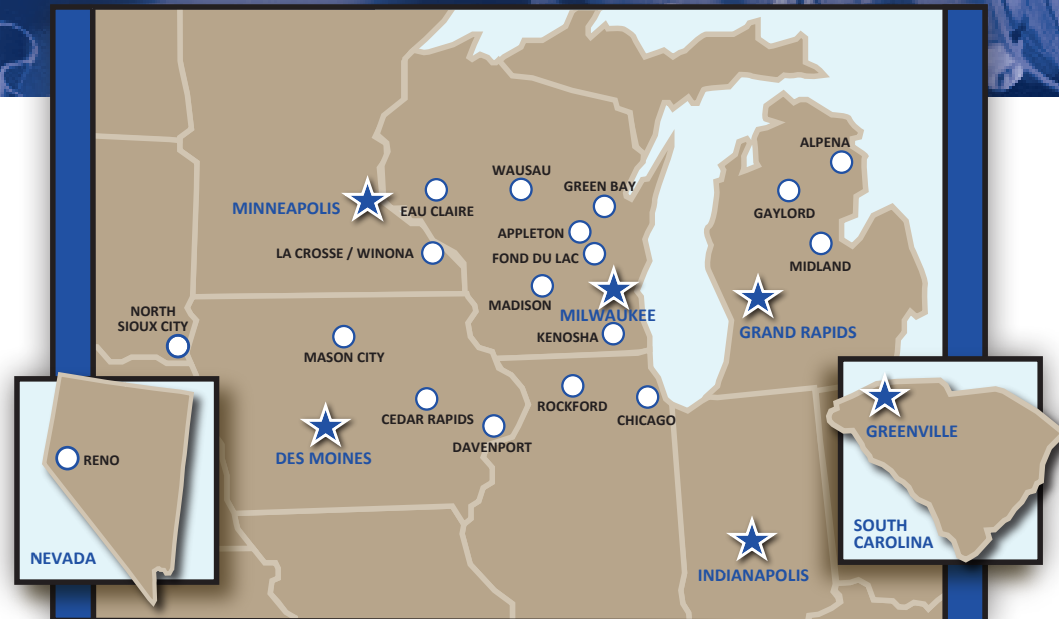 ALPENA
WAUSAU
GREEN BAY
MINNEAPOLIS
EAU CLAIRE
GAYLORD
APPLETON
LA CROSSE / WINONA
FOND DU LAC
MIDLAND
MADISON
MILWAUKEE
NORTH
SIOUX CITY
GRAND RAPIDS
KENOSHA
MASON CITY
ROCKFORD
CEDAR RAPIDS
CHICAGO
DAVENPORT
DES MOINES
GREENVILLE
RENO
SOUTH
CAROLINA
NEVADA
INDIANAPOLIS